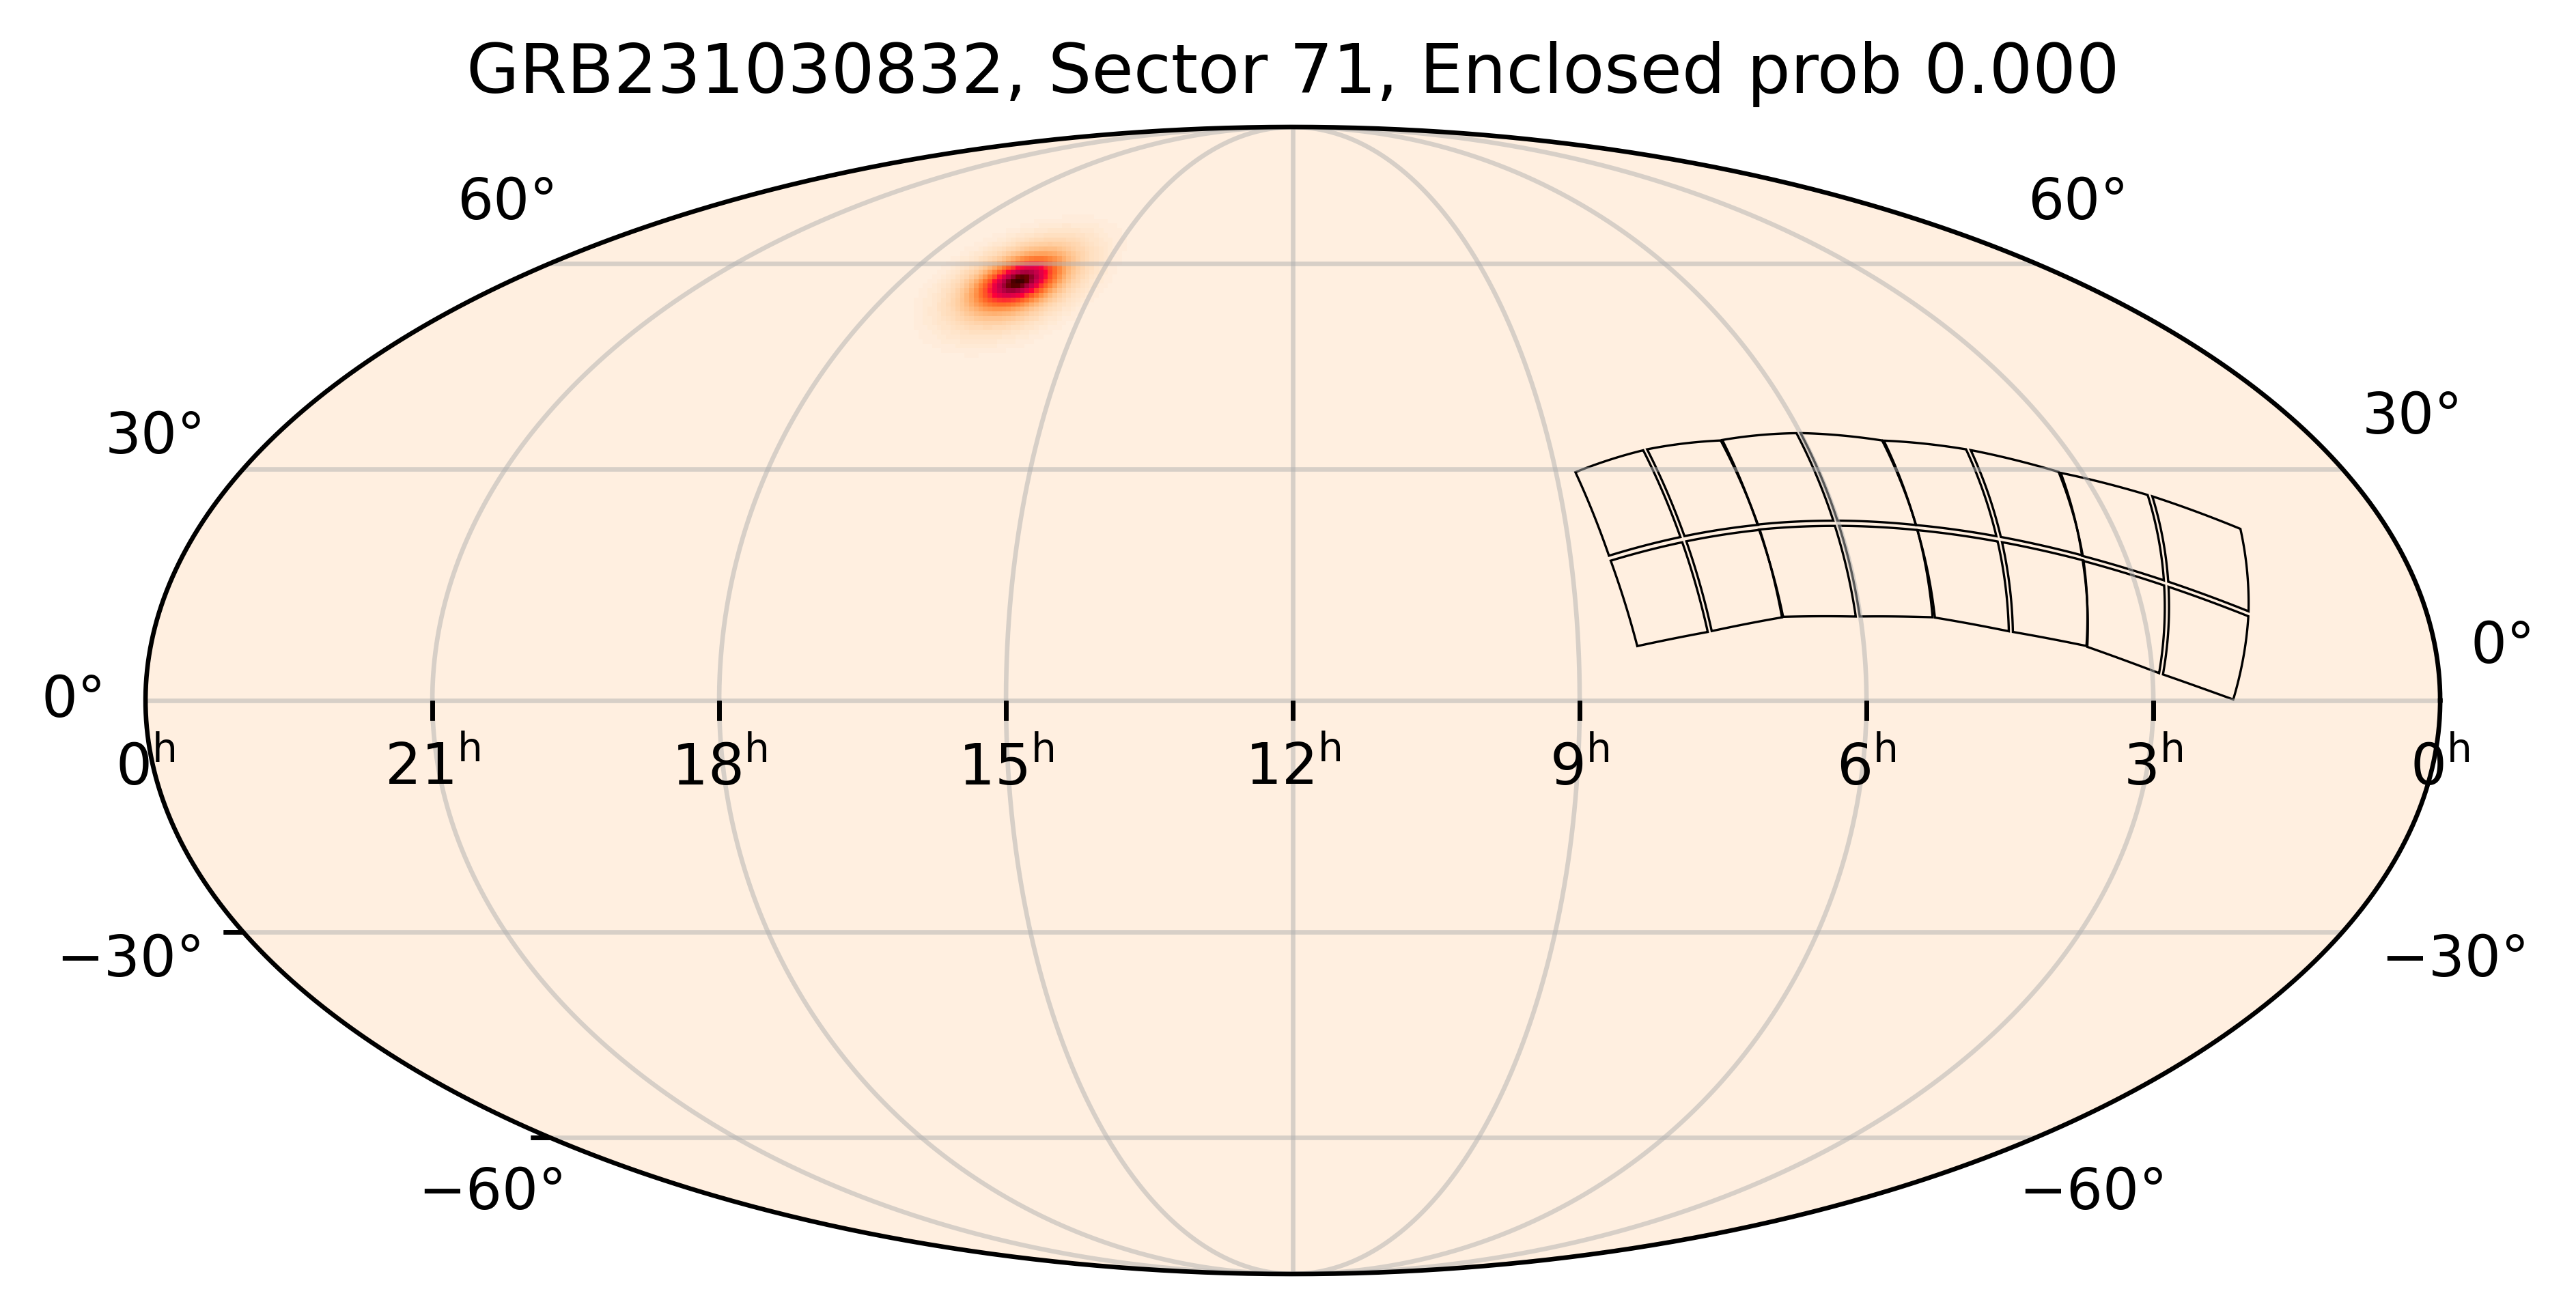 GRB231030832, Sector 71, Enclosed prob 0.000
60° 60°
30° 30°
0° 0°
0h 21h 18h 15h 12h 9h 6h 3h 0h
−30° −30°
−60° −60°